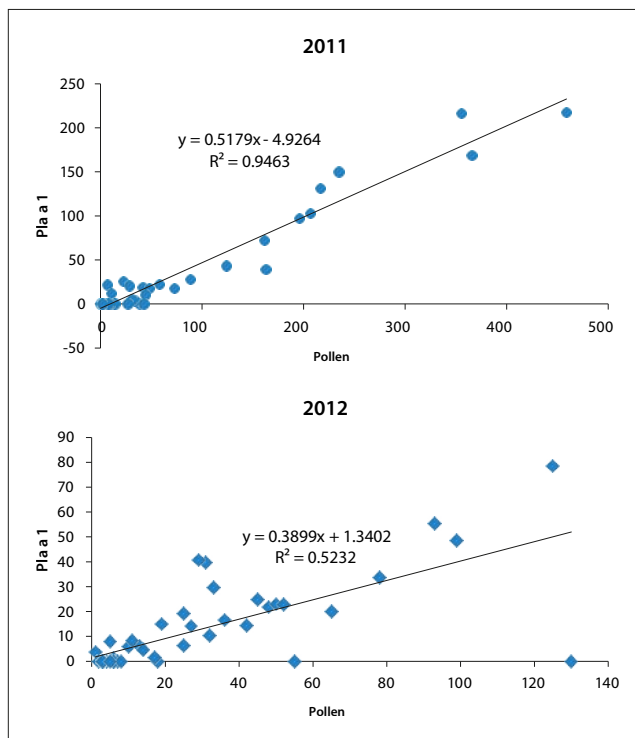 2011
250
200
150
100
50
0
-50
Pla a 1
y = 0.5179x - 4.9264
R² = 0.9463
0 100 200 300 400 500
Pollen
2012
90
80
70
60
50
40
30
20
10
0
Pla a 1
y = 0.3899x + 1.3402
R² = 0.5232
0 20 40 60 80 100 120 140
Pollen